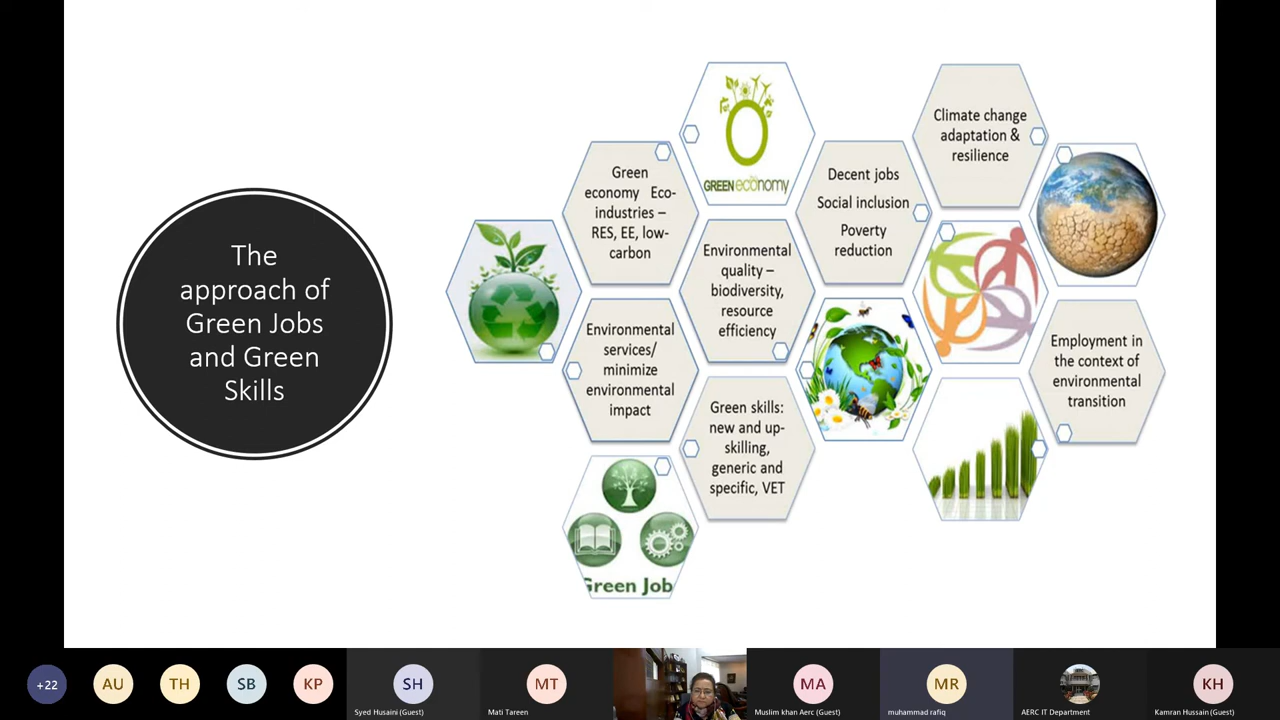 The
approach of
Green Jobs
and Green
Skills
GREEN economy
Green
economy Eco-
industries –
RES, EE, low-
carbon
Environmental
services/
minimize
environmental
impact
Green Job
Environmental
quality –
biodiversity,
resource
efficiency
Green skills:
new and up-
skilling,
generic and
specific, VET
Decent jobs
Social inclusion
Poverty
reduction
Climate change
adaptation &
resilience
Employment in
the context of
environmental
transition
+22
AU
TH
SB
KP
SH
Syed Husaini (Guest)
MT
Mati Tareen
MA
Muslim khan Aerc (Guest)
MR
muhammad rafiq
AERC IT Department
KH
Kamran Hussain (Guest)